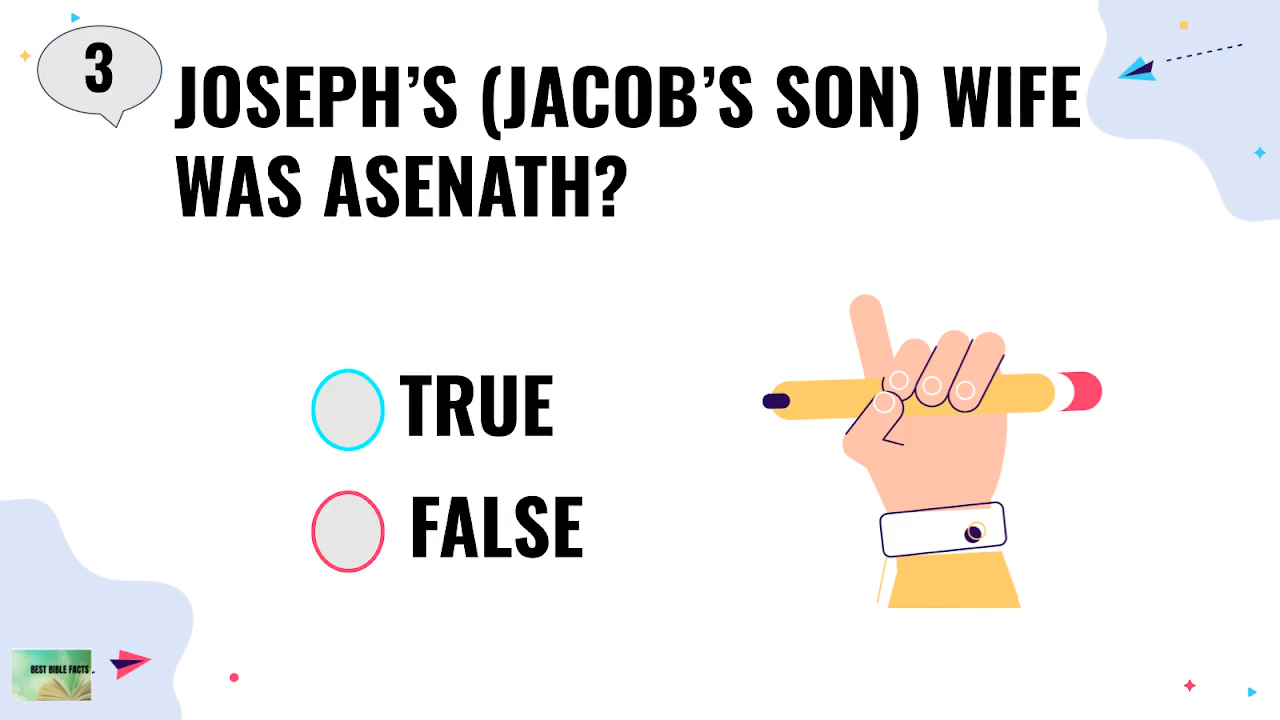 3
JOSEPH’S (JACOB’S SON) WIFE
WAS ASENATH?
TRUE
FALSE
BEST BIBLE FACTS